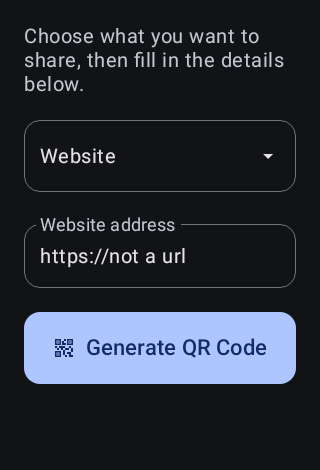 Choose what you want to
share, then fill in the details
below.
Website
Website address
https://not a url
Generate QR Code